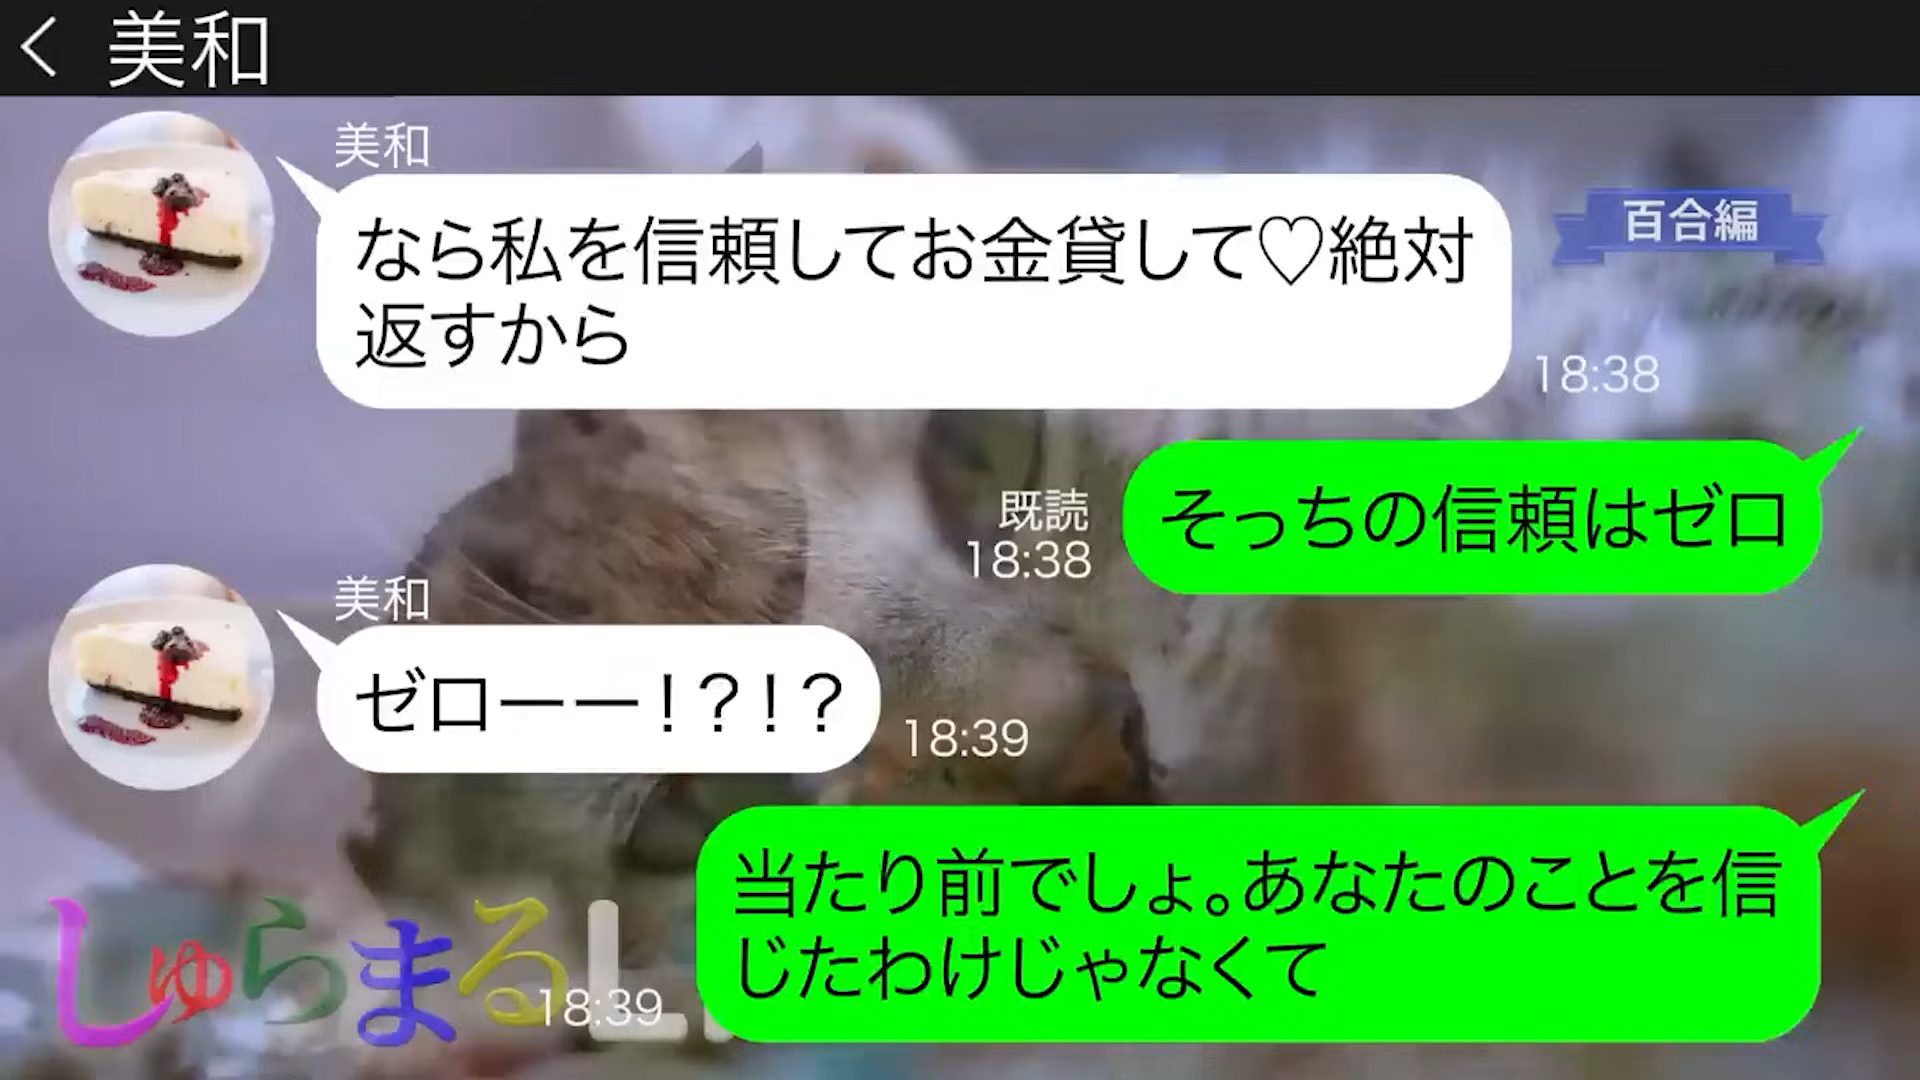 美和
美和
百合編
なら私を信頼してお金貸して♡絶対
返すから
18:38
そっちの信頼はゼロ
既読
18:38
美和
ゼローー！？！？
18:39
当たり前でしょ。あなたのことを信
じたわけじゃなくて
18:39
しゅらまる